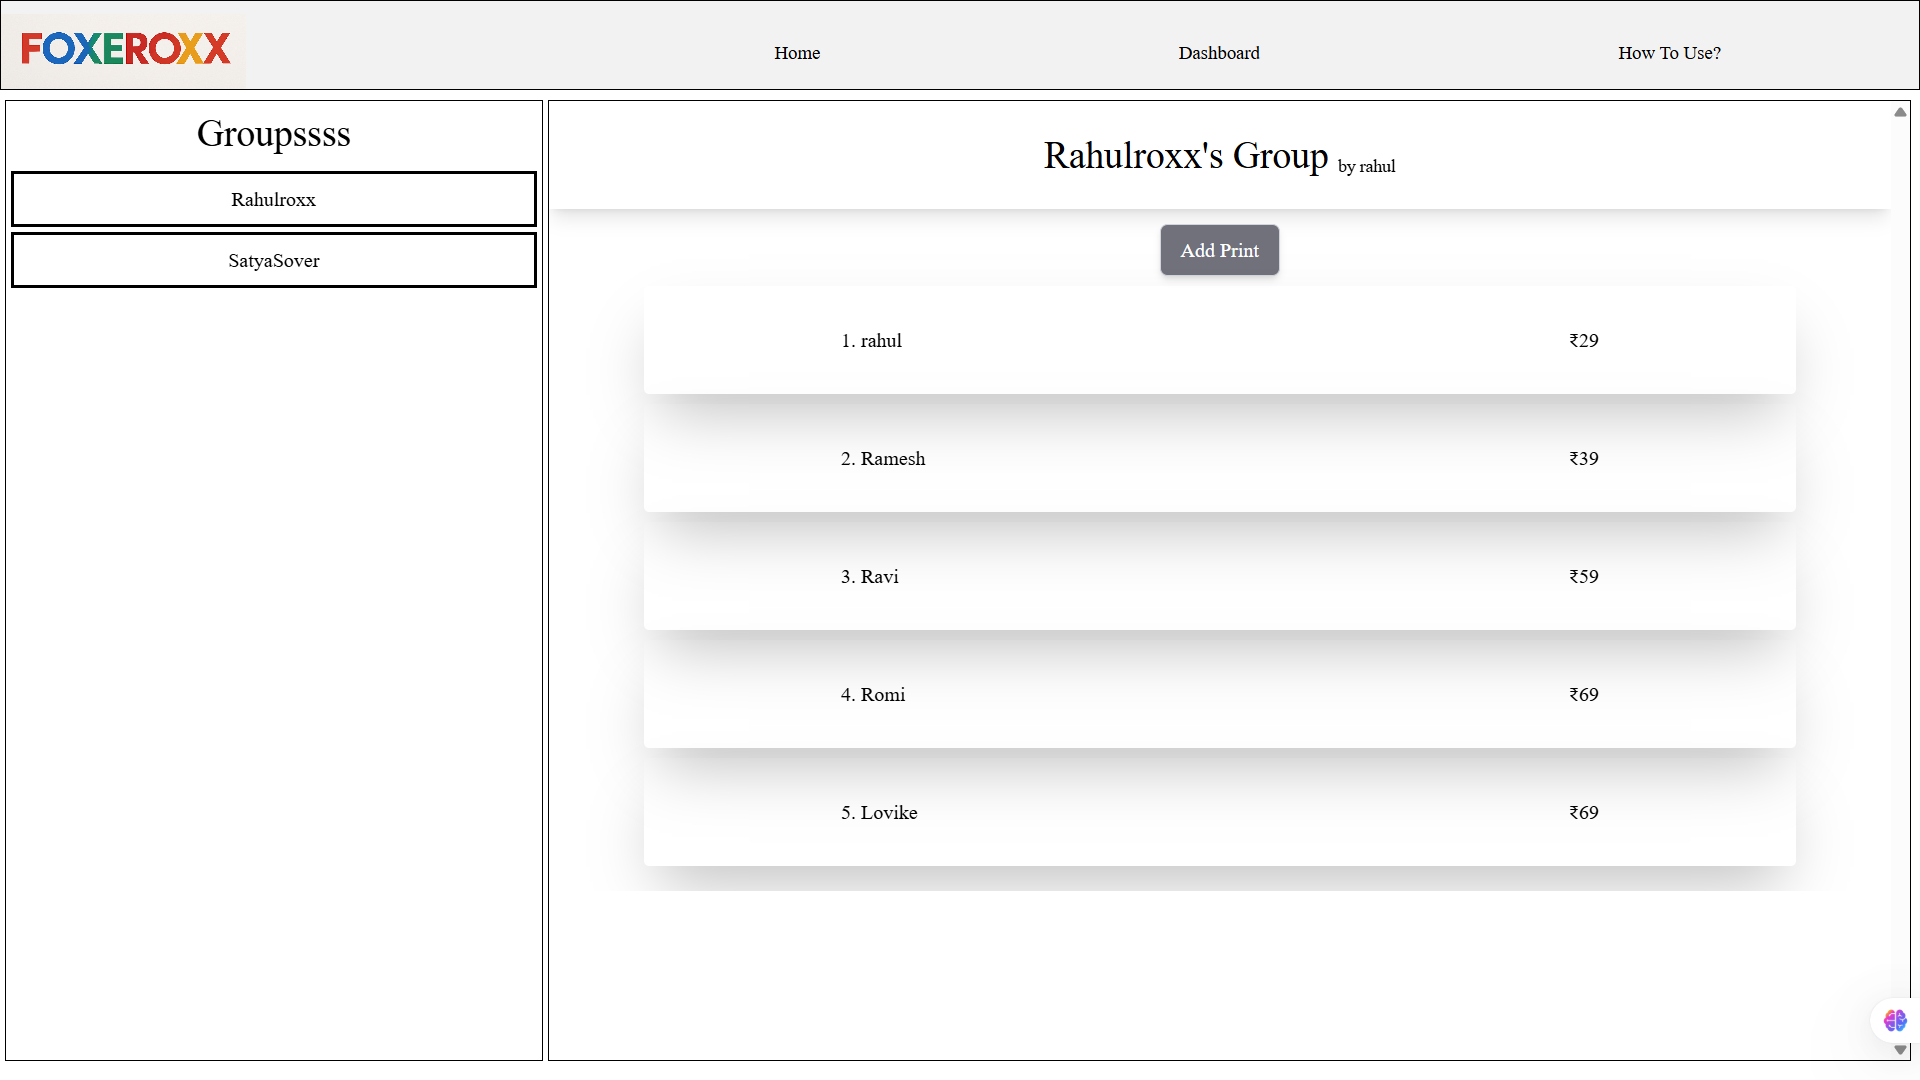 FOXEROXX
Home
Dashboard
How To Use?
Groupssss
Rahulroxx
SatyaSover
Rahulroxx's Group by rahul
Add Print
1. rahul ₹29
2. Ramesh ₹39
3. Ravi ₹59
4. Romi ₹69
5. Lovike ₹69